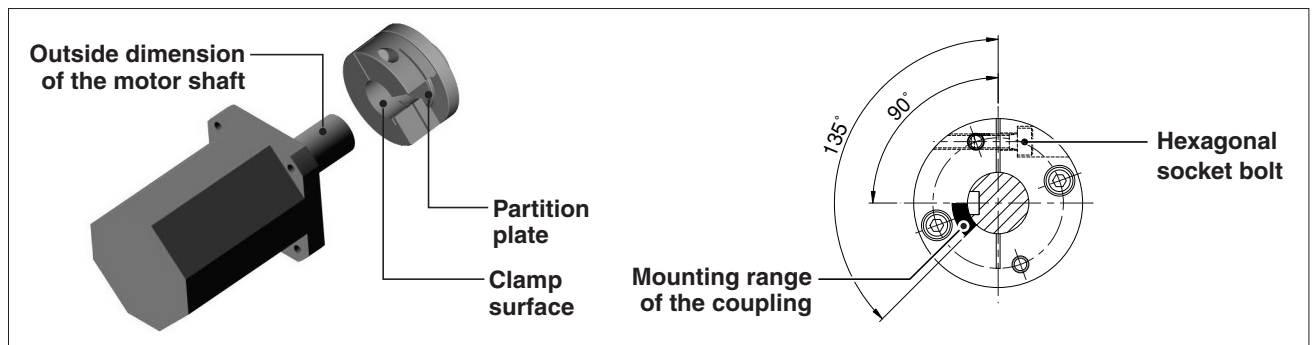 Outside dimension
of the motor shaft
Partition
plate
Clamp
surface
135°
90°
Hexagonal
socket bolt
Mounting range
of the coupling